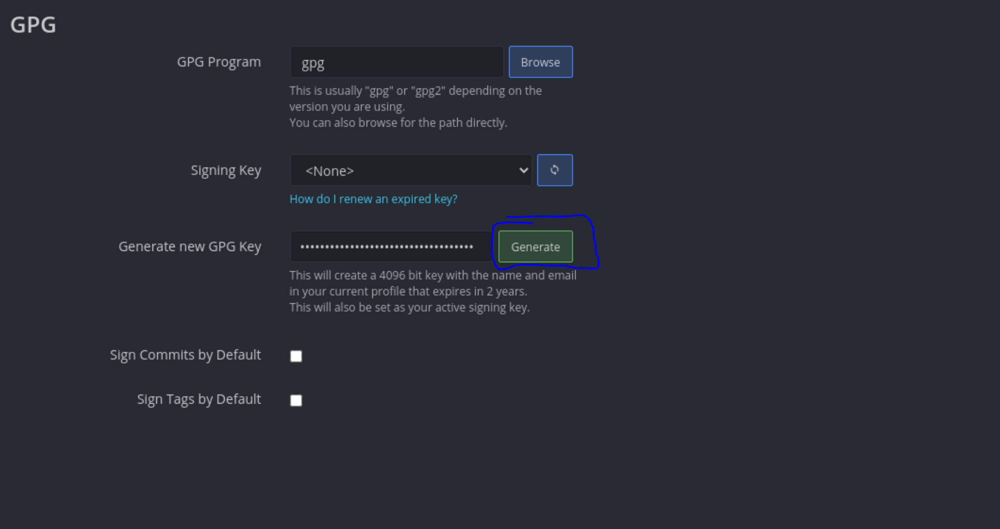 GPG
GPG Program
gpg
Browse
This is usually "gpg" or "gpg2" depending on the
version you are using.
You can also browse for the path directly.
Signing Key
<None>
How do I renew an expired key?
Generate new GPG Key
•••••••••••••••••••••••••••••••••••
Generate
This will create a 4096 bit key with the name and email
in your current profile that expires in 2 years.
This will also be set as your active signing key.
Sign Commits by Default
Sign Tags by Default